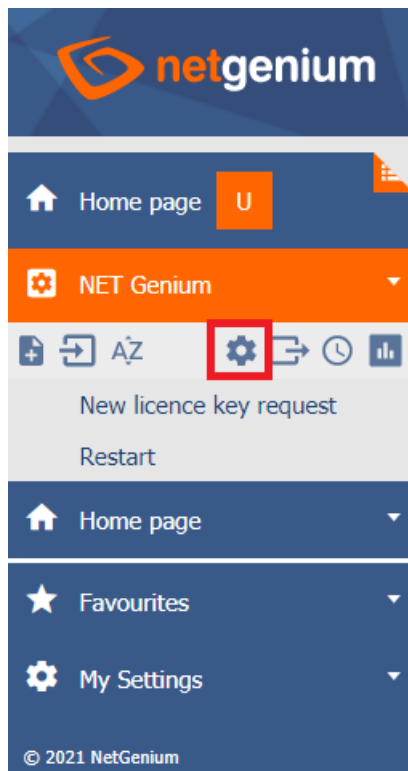 netgenium
Home page U
NET Genium
AZ
New licence key request
Restart
Home page
Favourites
My Settings
© 2021 NetGenium